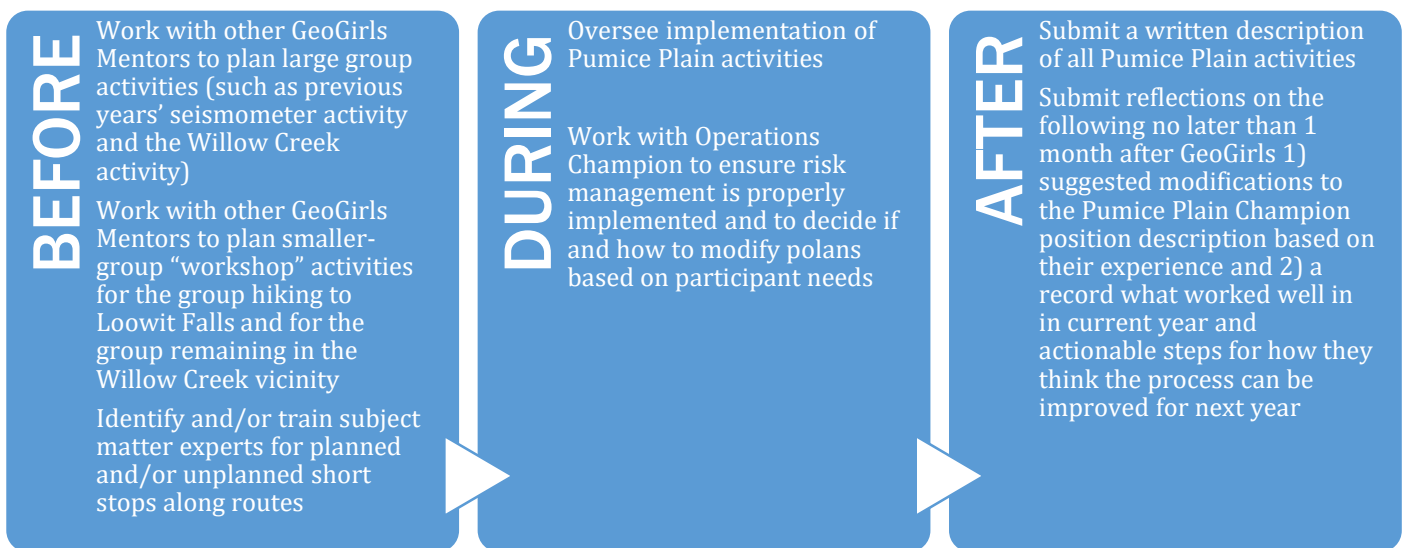 BEFORE
Work with other GeoGirls
Mentors to plan large group
activities (such as previous
years’ seismometer activity
and the Willow Creek
activity)
Work with other GeoGirls
Mentors to plan smaller-
group “workshop” activities
for the group hiking to
Loowit Falls and for the
group remaining in the
Willow Creek vicinity
Identify and/or train subject
matter experts for planned
and/or unplanned short
stops along routes
DURING
Oversee implementation of
Pumice Plain activities
Work with Operations
Champion to ensure risk
management is properly
implemented and to decide if
and how to modify polans
based on participant needs
AFTER
Submit a written description
of all Pumice Plain activities
Submit reflections on the
following no later than 1
month after GeoGirls 1)
suggested modifications to
the Pumice Plain Champion
position description based on
their experience and 2) a
record what worked well in
in current year and
actionable steps for how they
think the process can be
improved for next year